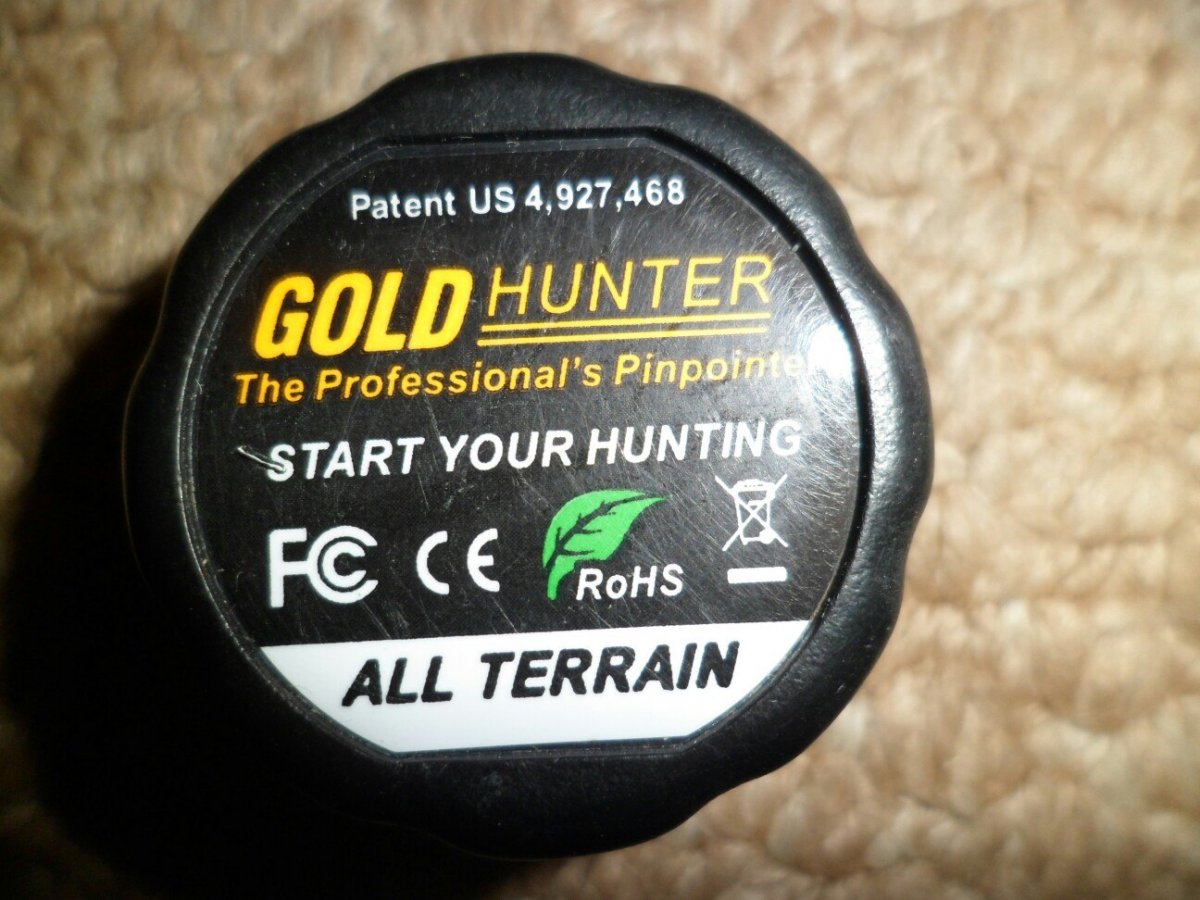 Patent US 4,927,468
GOLD HUNTER
The Professional's Pinpointer
START YOUR HUNTING
FC CE RoHS
ALL TERRAIN